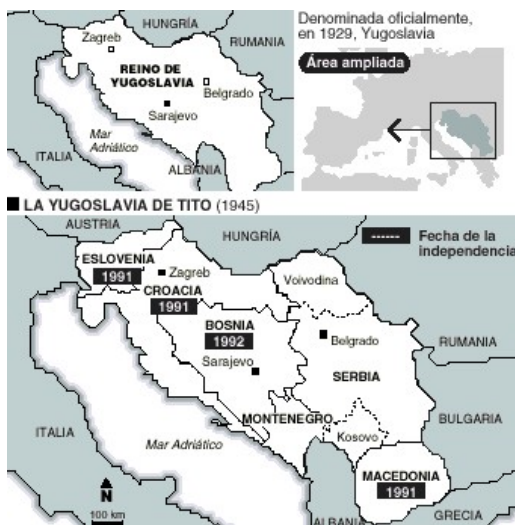 HUNGRÍA
Zagreb
RUMANIA
REINO DE
YUGOSLAVIA
Belgrado
Sarajevo
Mar
Adriático
ITALIA
ALBANIA
Denominada oficialmente,
en 1929, Yugoslavia
Área ampliada
LA YUGOSLAVIA DE TITO (1945)
AUSTRIA
HUNGRÍA
Fecha de la
independencia
ESLOVENIA
1991
Zagreb
CROACIA
1991
Voivodina
BOSNIA
1992
Belgrado
Sarajevo
RUMANIA
SERBIA
MONTENEGRO
BULGARIA
ITALIA
Mar Adriático
Kosovo
MACEDONIA
1991
N
100 km
ALBANIA
GRECIA